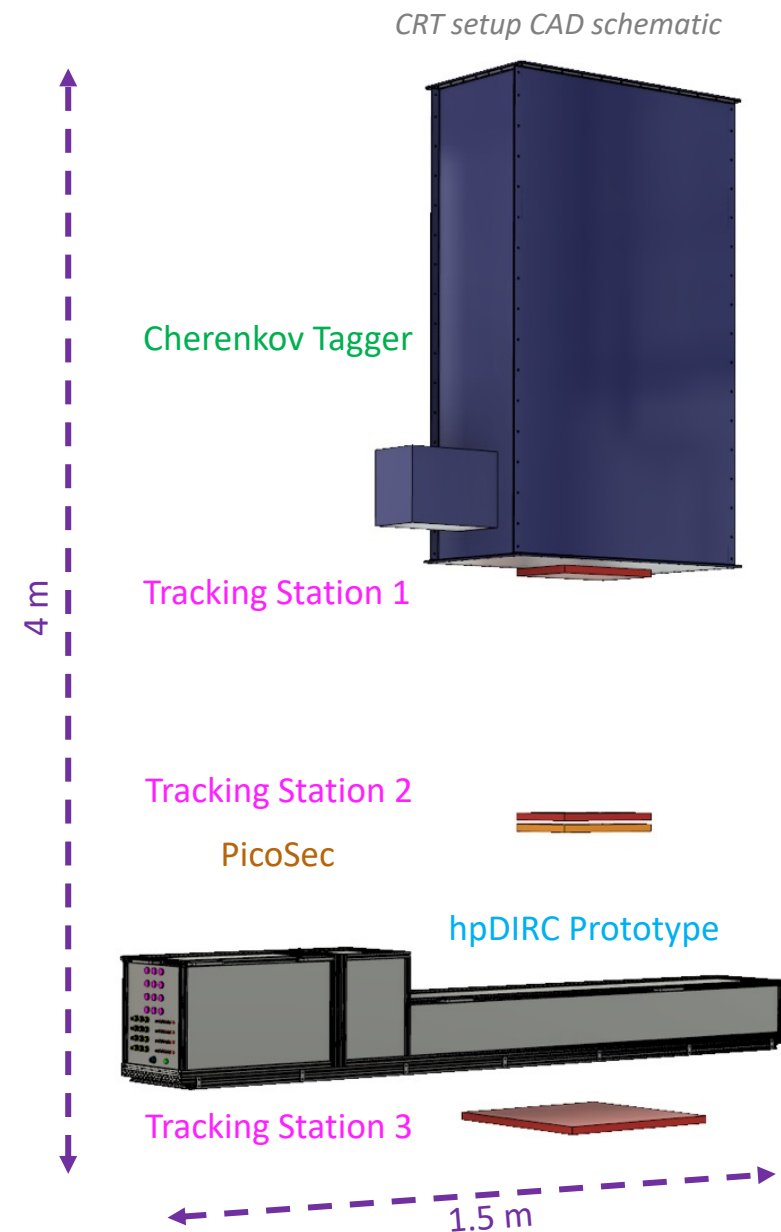 CRT setup CAD schematic
Cherenkov Tagger
Tracking Station 1
4 m
Tracking Station 2
PicoSec
hpDIRC Prototype
Tracking Station 3
1.5 m